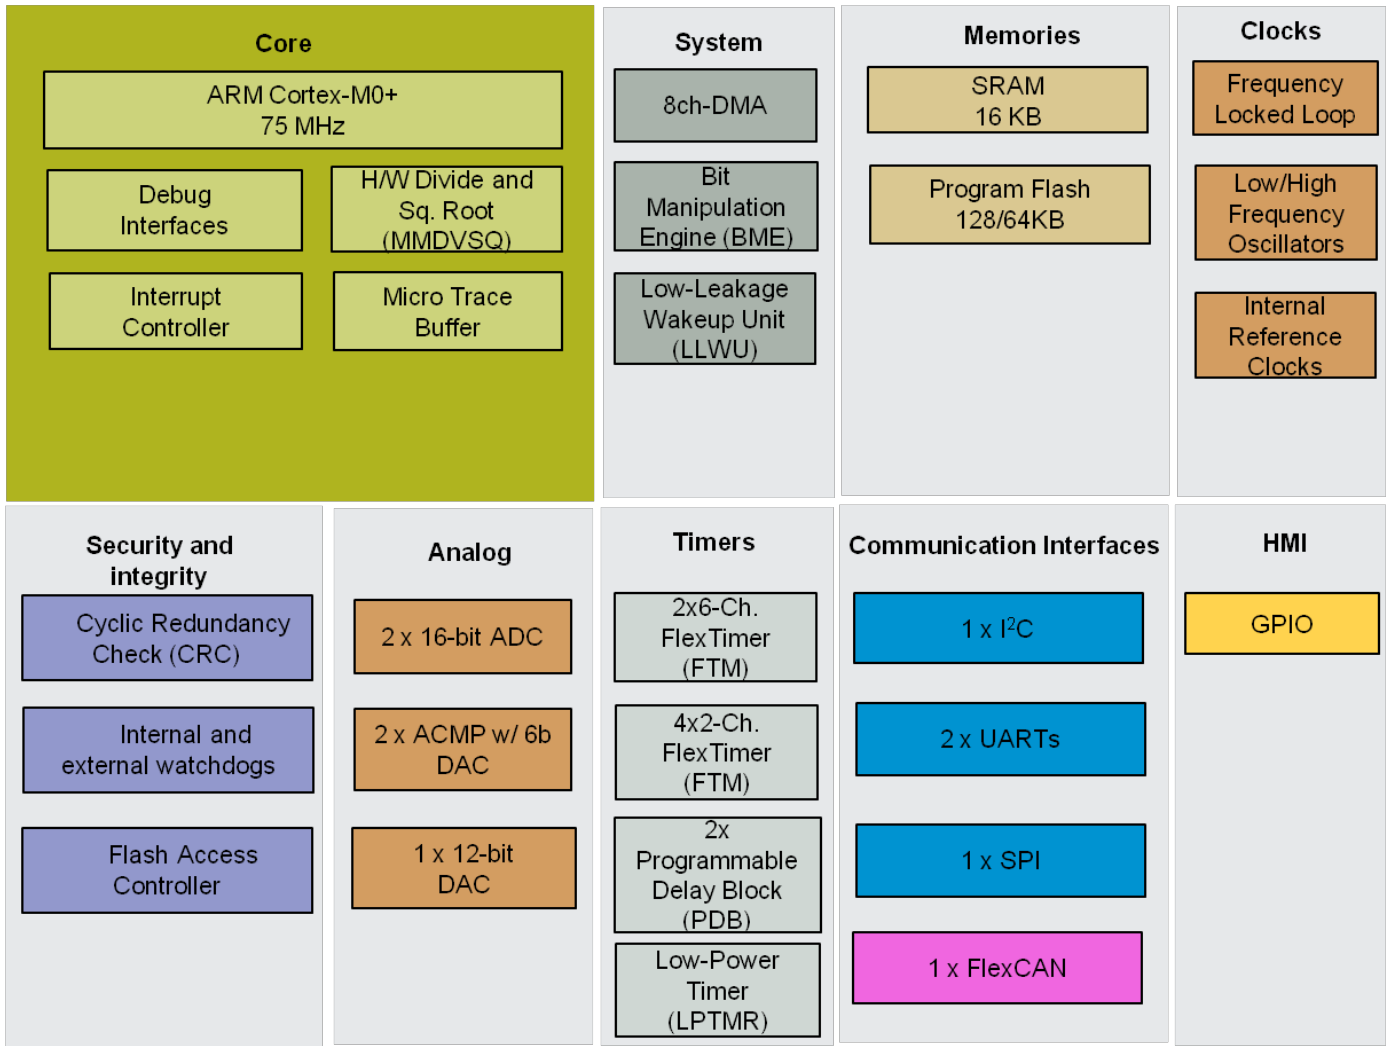 Core
ARM Cortex-M0+
75 MHz
Debug
Interfaces
H/W Divide and
Sq. Root
(MMDVSQ)
Interrupt
Controller
Micro Trace
Buffer
System
8ch-DMA
Bit
Manipulation
Engine (BME)
Low-Leakage
Wakeup Unit
(LLWU)
Memories
SRAM
16 KB
Program Flash
128/64KB
Clocks
Frequency
Locked Loop
Low/High
Frequency
Oscillators
Internal
Reference
Clocks
Security and
integrity
Cyclic Redundancy
Check (CRC)
Internal and
external watchdogs
Flash Access
Controller
Analog
2 x 16-bit ADC
2 x ACMP w/ 6b
DAC
1 x 12-bit
DAC
Timers
2x6-Ch.
FlexTimer
(FTM)
4x2-Ch.
FlexTimer
(FTM)
2x
Programmable
Delay Block
(PDB)
Low-Power
Timer
(LPTMR)
Communication Interfaces
1 x I²C
2 x UARTs
1 x SPI
1 x FlexCAN
HMI
GPIO